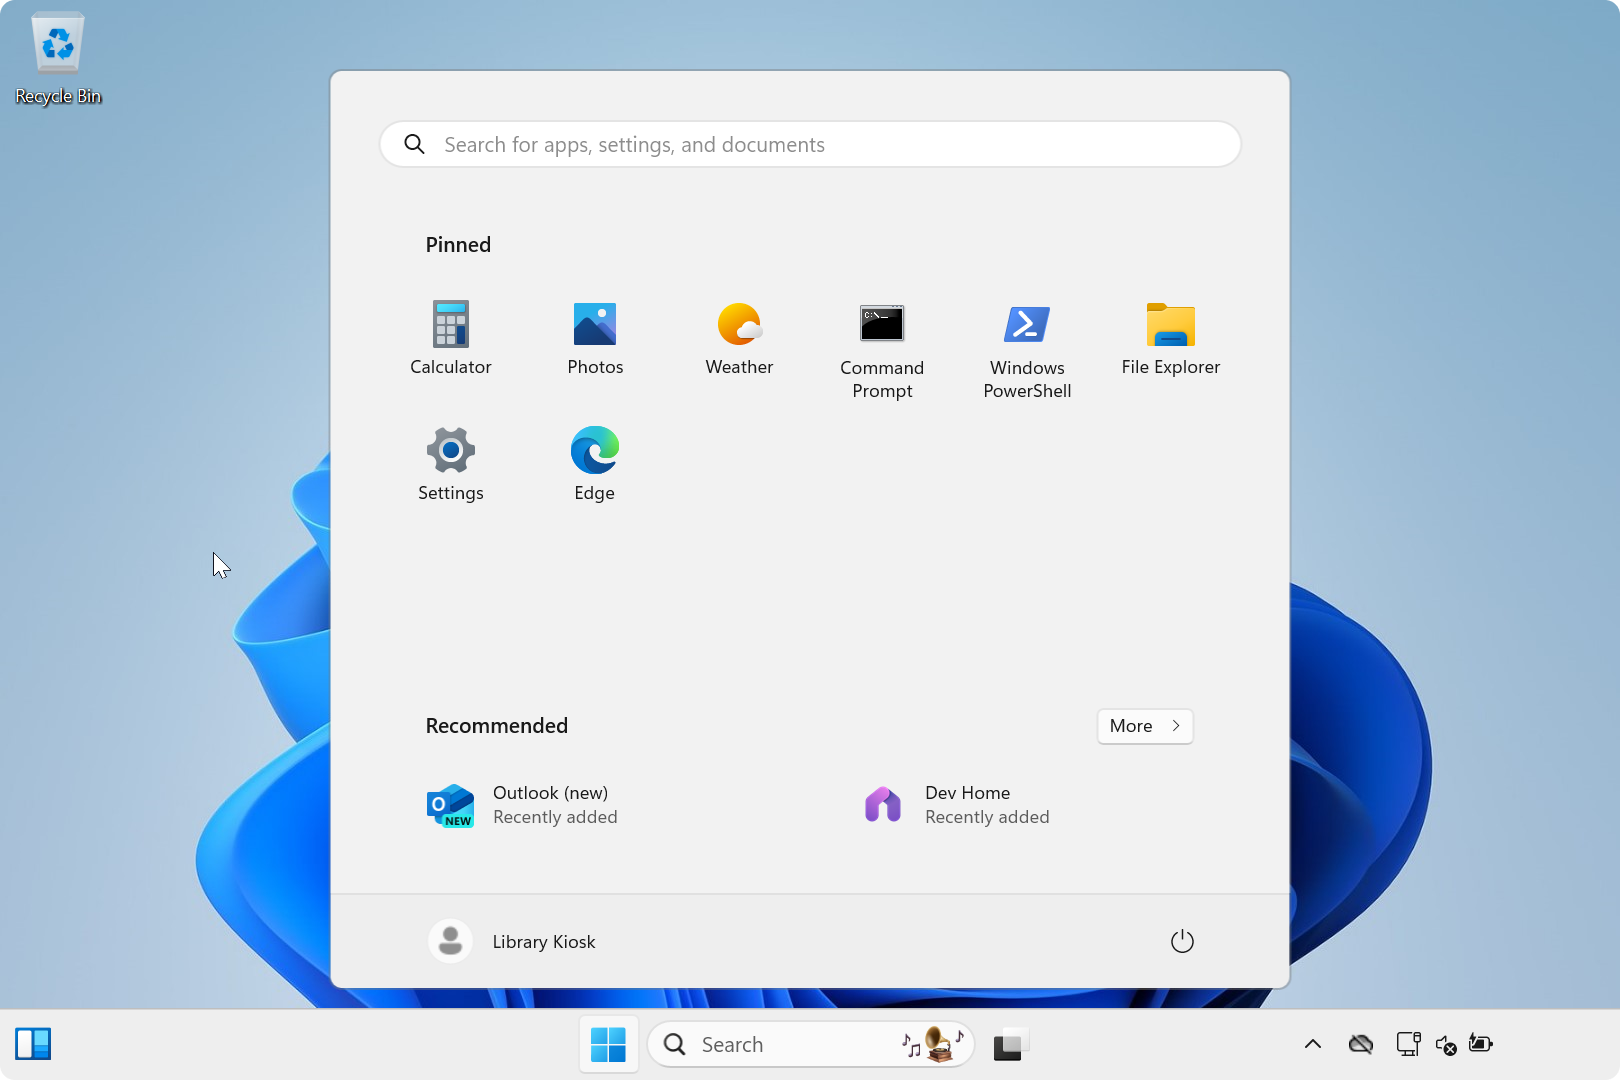 Recycle Bin
Search for apps, settings, and documents
Pinned
Calculator
Photos
Weather
Command
Prompt
Windows
PowerShell
File Explorer
C:\._
Settings
Edge
Recommended
More
Outlook (new)
Recently added
O
NEW
Dev Home
Recently added
Library Kiosk
Search